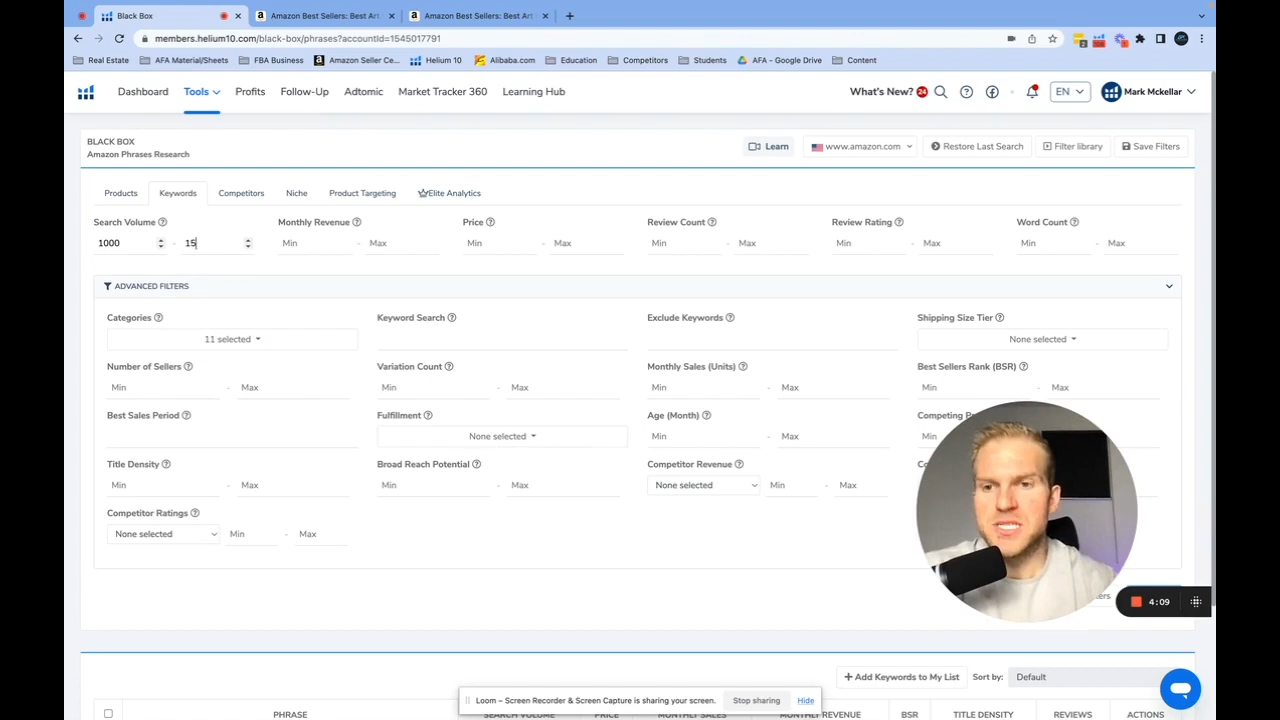 Black Box
Amazon Best Sellers: Best Art
Amazon Best Sellers: Best Art
members.helium10.com/black-box/phrases?accountId=1545017791
Real Estate
AFA Material/Sheets
FBA Business
Amazon Seller Ce...
Helium 10
Alibaba.com
Education
Competitors
Students
AFA - Google Drive
Content
Dashboard
Tools
Profits
Follow-Up
Adtomic
Market Tracker 360
Learning Hub
What's New? 24
EN
Mark Mckellar
BLACK BOX
Amazon Phrases Research
Learn
www.amazon.com
Restore Last Search
Filter library
Save Filters
Products
Keywords
Competitors
Niche
Product Targeting
Elite Analytics
Search Volume
Monthly Revenue
Price
Review Count
Review Rating
Word Count
1000 - 15
Min - Max
Min - Max
Min - Max
Min - Max
Min - Max
ADVANCED FILTERS
Categories
Keyword Search
Exclude Keywords
Shipping Size Tier
11 selected
None selected
Number of Sellers
Variation Count
Monthly Sales (Units)
Best Sellers Rank (BSR)
Min - Max
Min - Max
Min - Max
Min - Max
Best Sales Period
Fulfillment
Age (Month)
Competing
None selected
Min - Max
Min
Title Density
Broad Reach Potential
Competitor Revenue
Min - Max
Min - Max
None selected
Min - Max
Competitor Ratings
None selected
Min - Max
4:09
Add Keywords to My List
Sort by:
Default
Loom – Screen Recorder & Screen Capture is sharing your screen.
Stop sharing
Hide
PHRASE
SEARCH VOLUME
PRICE
MONTHLY SALES
MONTHLY REVENUE
BSR
TITLE DENSITY
REVIEWS
ACTIONS